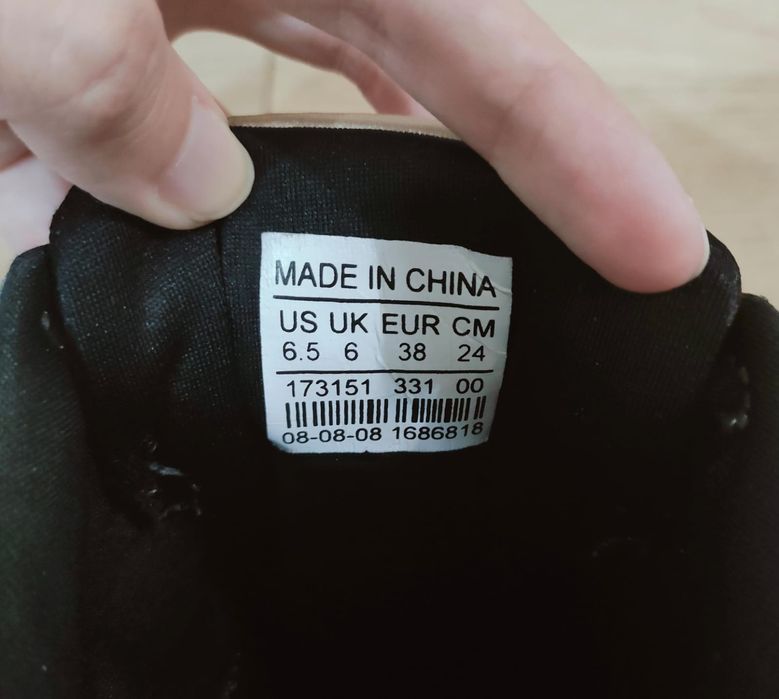 MADE IN CHINA
US UK EUR CM
6.5 6 38 24
173151 331 00
08-08-08 1686818